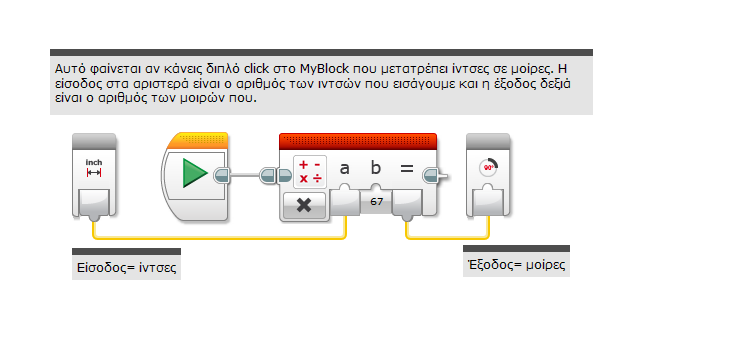 Αυτό φαίνεται αν κάνεις διπλό click στο MyBlock που μετατρέπει ίντσες σε μοίρες. Η
είσοδος στα αριστερά είναι ο αριθμός των ιντσών που εισάγουμε και η έξοδος δεξιά
είναι ο αριθμός των μοιρών που.
inch
+ -
x ÷
a b =
90°
67
Είσοδος= ίντσες
Έξοδος= μοίρες